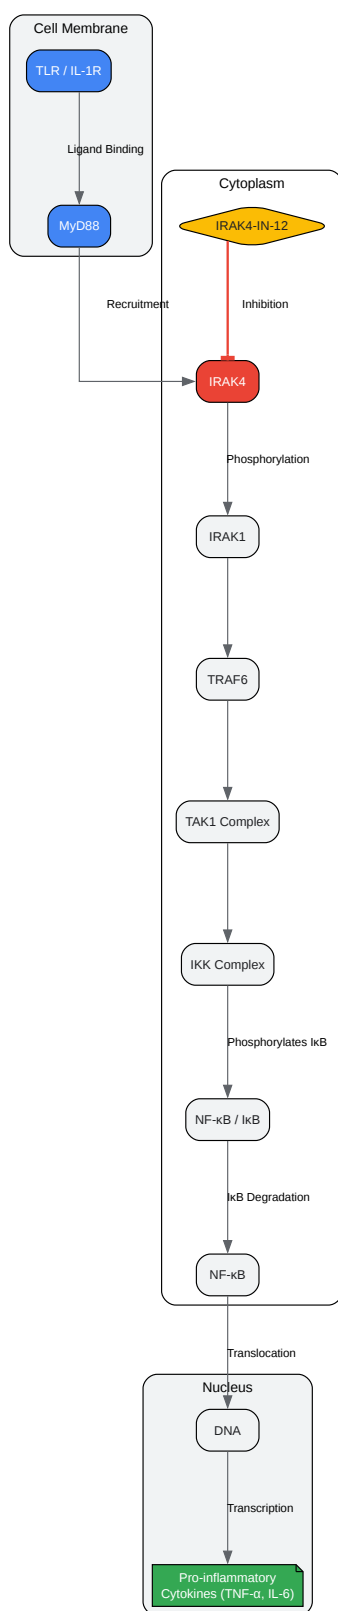 Cell Membrane
TLR / IL-1R
Ligand Binding
MyD88
Recruitment
Cytoplasm
IRAK4-IN-12
Inhibition
IRAK4
Phosphorylation
IRAK1
TRAF6
TAK1 Complex
IKK Complex
Phosphorylates IκB
NF-κB / IκB
IκB Degradation
NF-κB
Translocation
Nucleus
DNA
Transcription
Pro-inflammatory
Cytokines (TNF-α, IL-6)